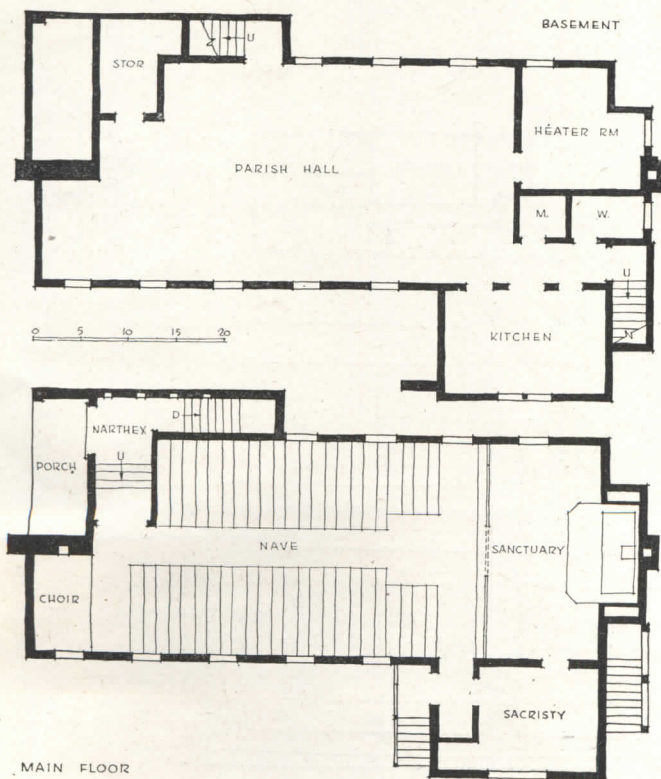 BASEMENT
STOR
U
HEATER RM
PARISH HALL
M.
W.
U
KITCHEN
0 5 10 15 20
D
NARTHEX
U
PORCH
NAVE
SANCTUARY
CHOIR
SACRISTY
MAIN FLOOR